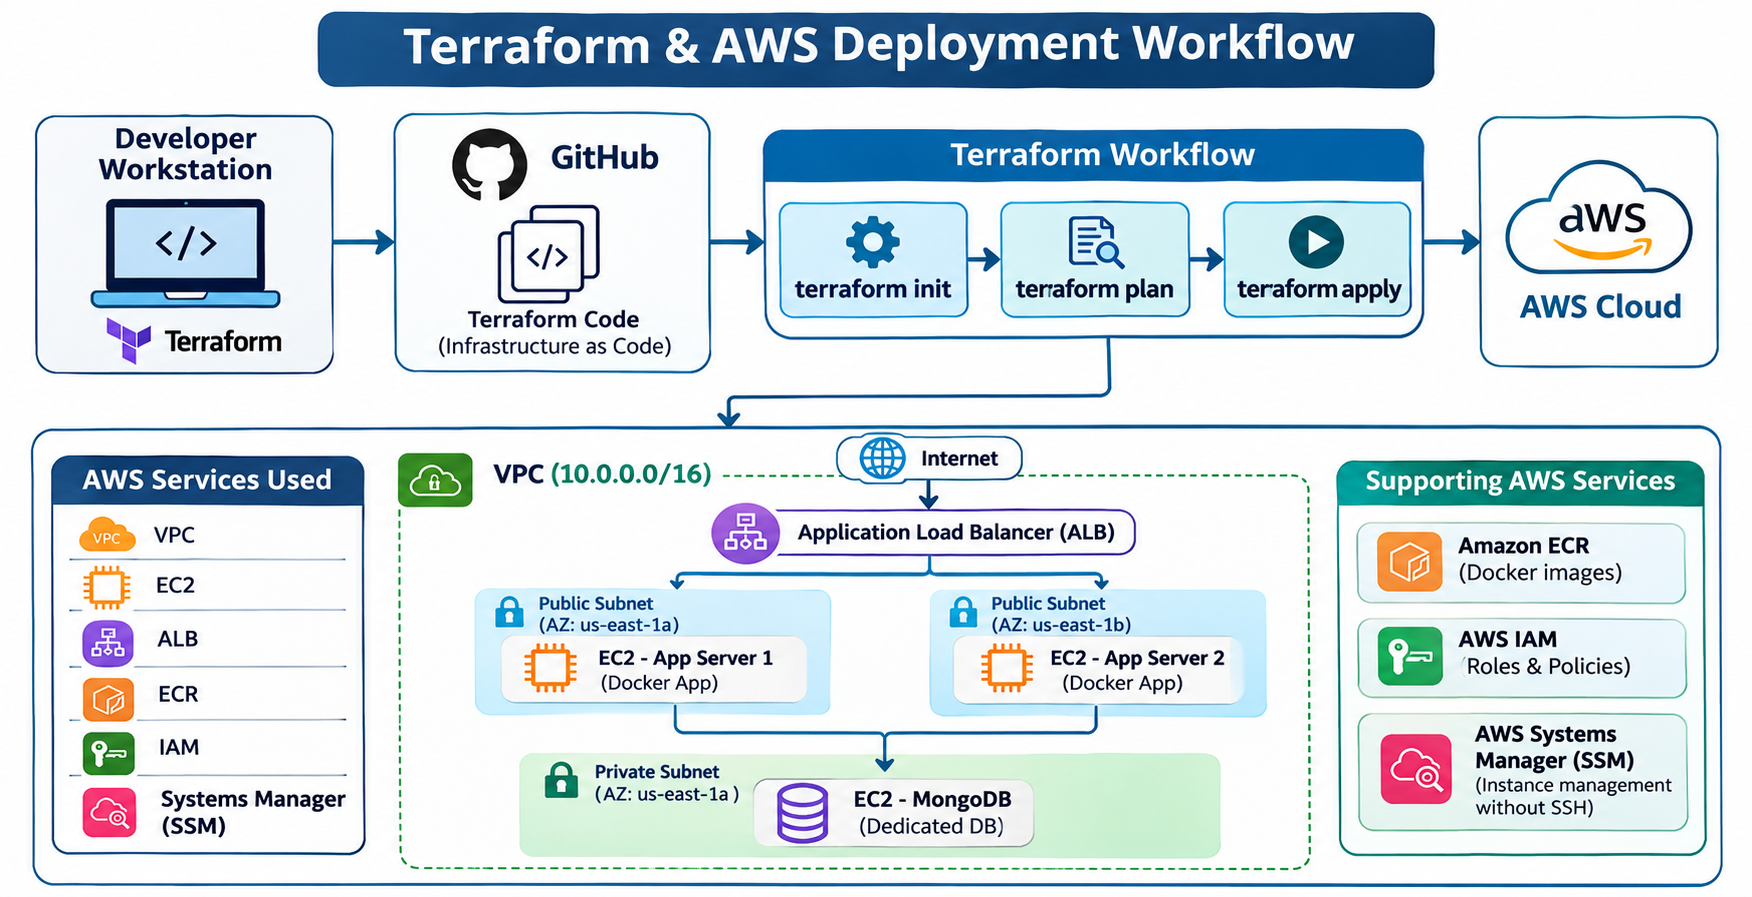 Terraform & AWS Deployment Workflow
Developer
Workstation
</>
Terraform
GitHub
</>
Terraform Code
(Infrastructure as Code)
Terraform Workflow
terraform init
terraform plan
terraform apply
aws
AWS Cloud
AWS Services Used
VPC
VPC
EC2
ALB
ECR
IAM
Systems Manager
(SSM)
VPC (10.0.0.0/16)
Internet
Application Load Balancer (ALB)
Public Subnet
(AZ: us-east-1a)
EC2 - App Server 1
(Docker App)
Public Subnet
(AZ: us-east-1b)
EC2 - App Server 2
(Docker App)
Private Subnet
(AZ: us-east-1a )
EC2 - MongoDB
(Dedicated DB)
Supporting AWS Services
Amazon ECR
(Docker images)
AWS IAM
(Roles & Policies)
AWS Systems
Manager (SSM)
(Instance management
without SSH)